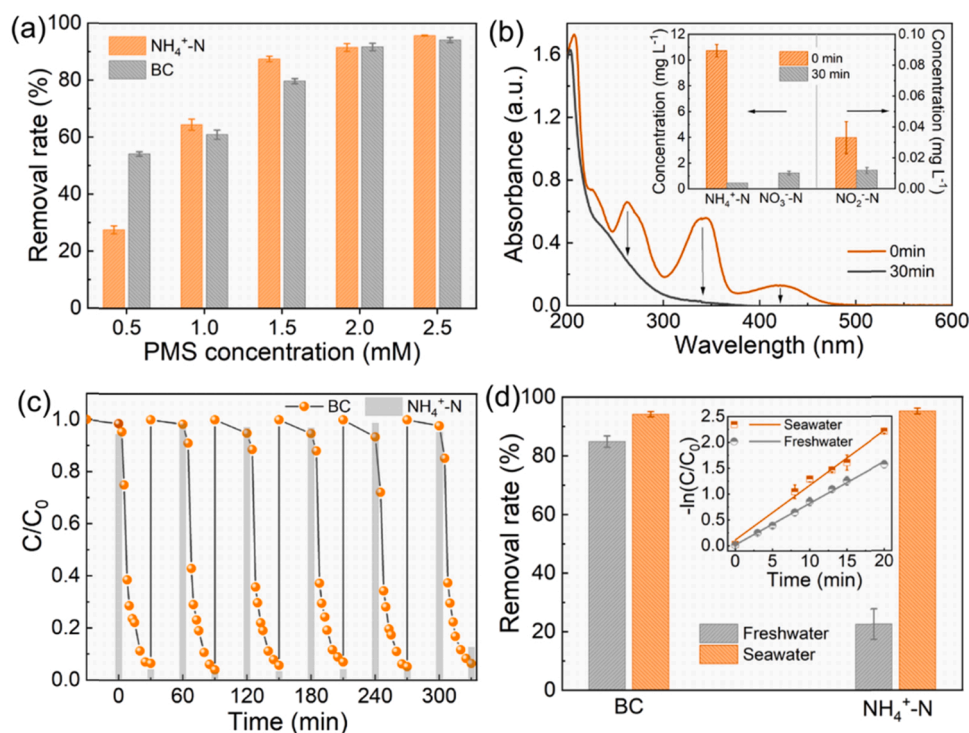 (a)
NH₄⁺-N
BC
Removal rate (%)
100
80
60
40
20
0
0.5 1.0 1.5 2.0 2.5
PMS concentration (mM)
(b)
Absorbance (a.u.)
1.6
1.2
0.8
0.4
0.0
200 300 400 500 600
Wavelength (nm)
0min
30min
Concentration (mg L⁻¹)
12
10
8
6
4
2
0
0 min
30 min
NH₄⁺-N NO₃⁻-N NO₂⁻-N
0.10
0.08
0.06
0.04
0.02
0.00
Concentration (mg L⁻¹)
(c)
BC NH₄⁺-N
C/C₀
1.0
0.8
0.6
0.4
0.2
0.0
0 60 120 180 240 300
Time (min)
(d)
Removal rate (%)
100
80
60
40
20
0
BC NH₄⁺-N
Freshwater
Seawater
Seawater
Freshwater
-ln(C/C₀)
-2.5
-2.0
-1.5
-1.0
-0.5
0.0
0 5 10 15 20
Time (min)